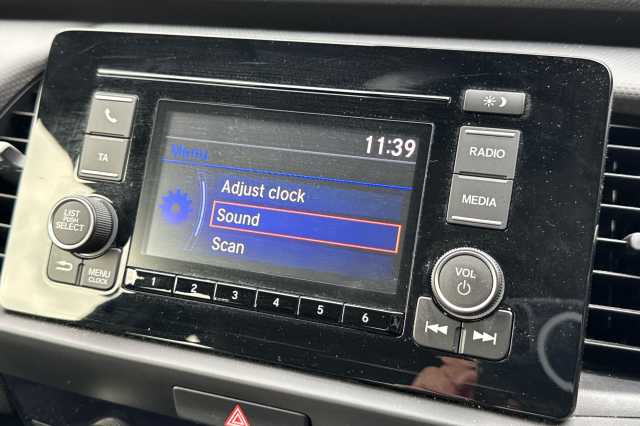 TA
LIST
PUSH
SELECT
MENU
CLOCK
Menu
11:39
Adjust clock
Sound
Scan
1 2 3 4 5 6
RADIO
MEDIA
VOL